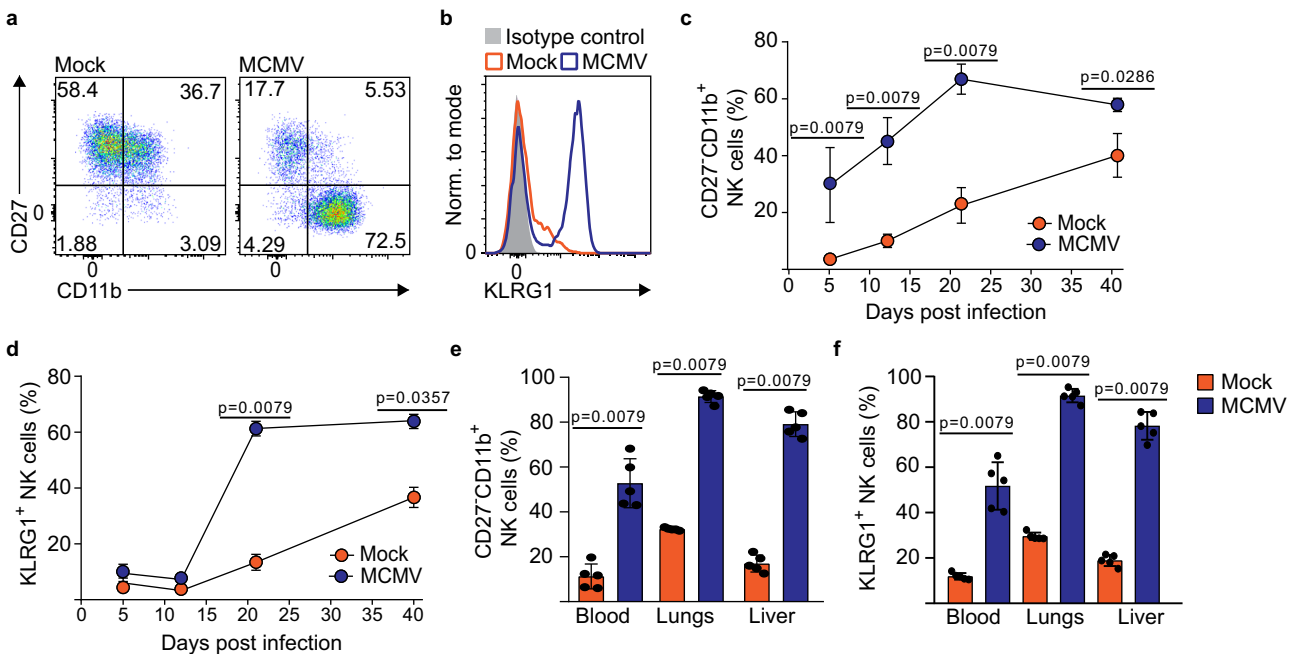 a
Mock
58.4 36.7
1.88 3.09
0
MCMV
17.7 5.53
4.29 72.5
0
CD27
0
CD11b
b
Isotype control
Mock MCMV
Norm. to mode
0
0
KLRG1
c
CD27⁻CD11b⁺
NK cells (%)
80
60
40
20
p=0.0079
p=0.0079
p=0.0079
p=0.0286
Mock
MCMV
0 5 10 15 20 25 30 35 40
Days post infection
d
KLRG1⁺ NK cells (%)
80
60
40
20
p=0.0079
p=0.0357
Mock
MCMV
0 5 10 15 20 25 30 35 40
Days post infection
e
CD27⁻CD11b⁺
NK cells (%)
100
80
60
40
20
p=0.0079
p=0.0079
p=0.0079
Blood Lungs Liver
f
KLRG1⁺ NK cells (%)
100
80
60
40
20
p=0.0079
p=0.0079
p=0.0079
Blood Lungs Liver
Mock
MCMV